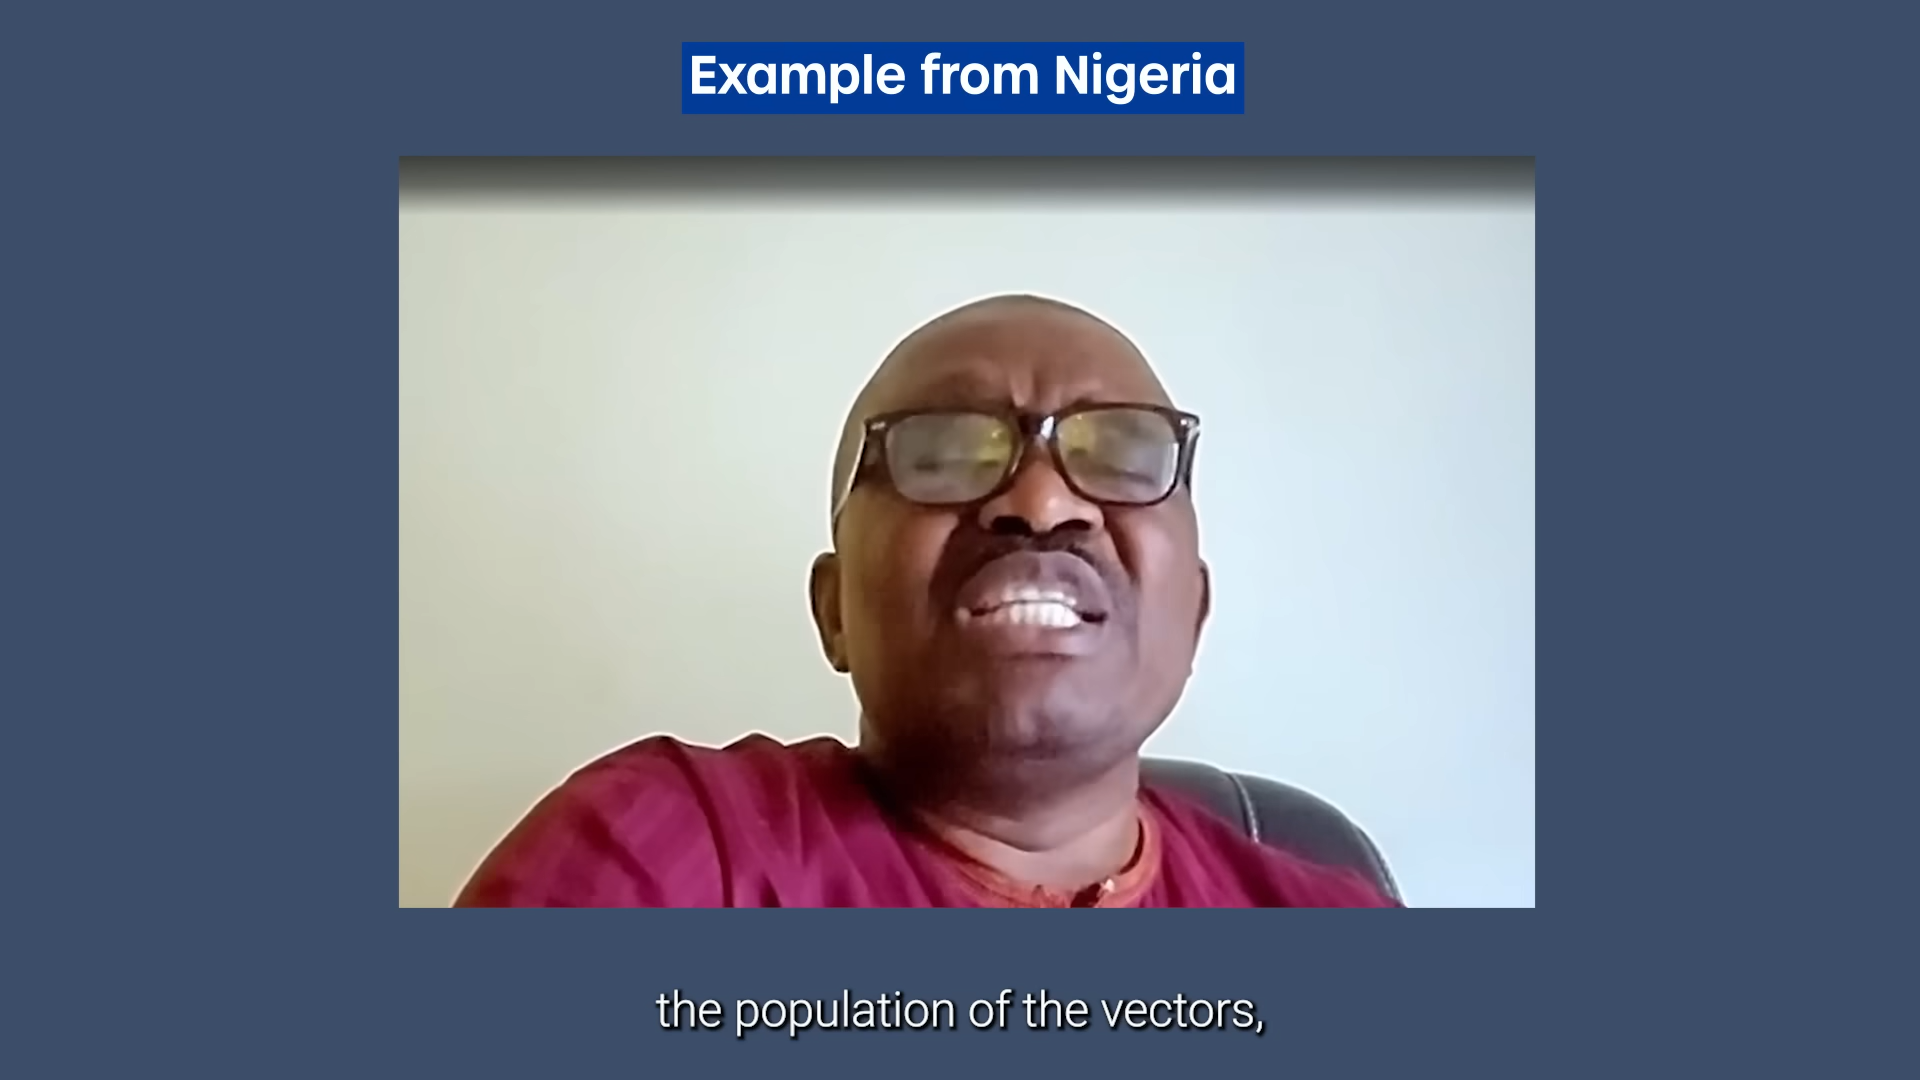 Example from Nigeria
the population of the vectors,